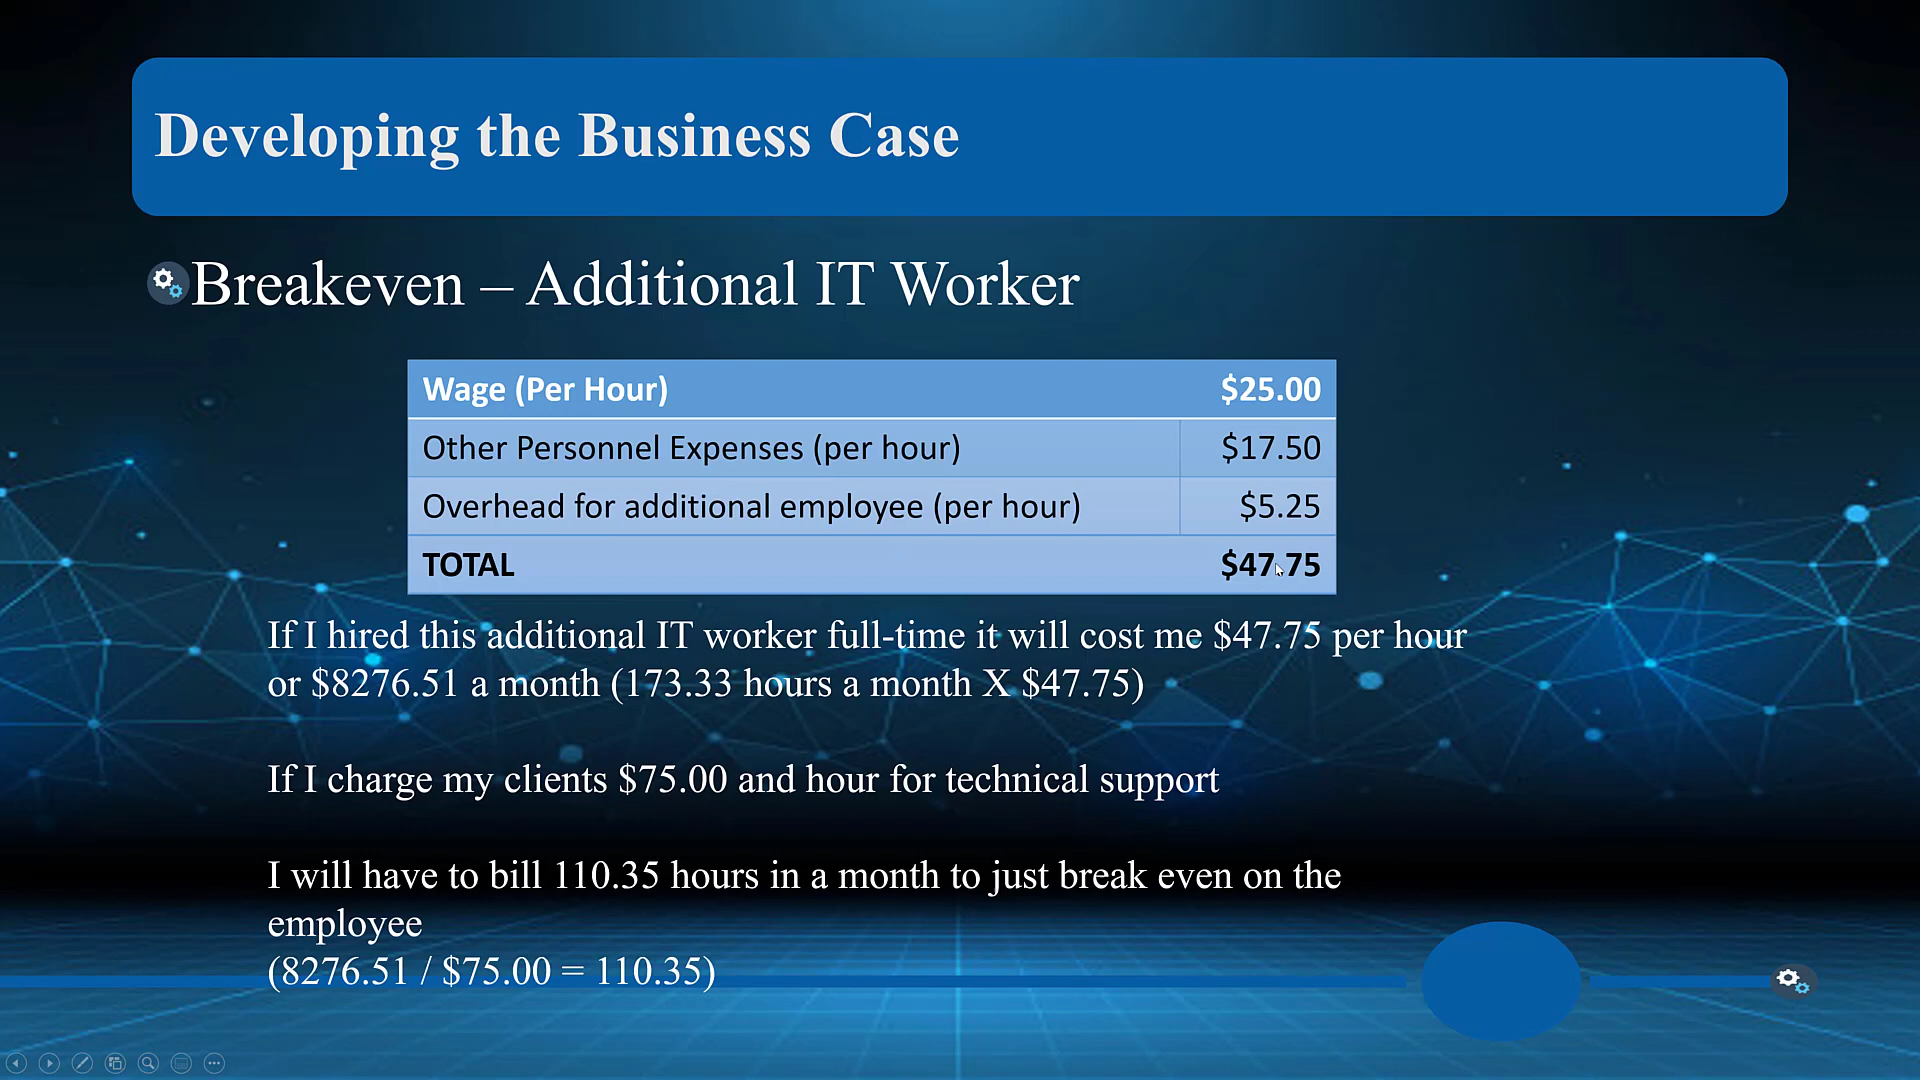 Developing the Business Case
Breakeven – Additional IT Worker
Wage (Per Hour) $25.00
Other Personnel Expenses (per hour) $17.50
Overhead for additional employee (per hour) $5.25
TOTAL $47.75
If I hired this additional IT worker full-time it will cost me $47.75 per hour
or $8276.51 a month (173.33 hours a month X $47.75)
If I charge my clients $75.00 and hour for technical support
I will have to bill 110.35 hours in a month to just break even on the
employee
(8276.51 / $75.00 = 110.35)